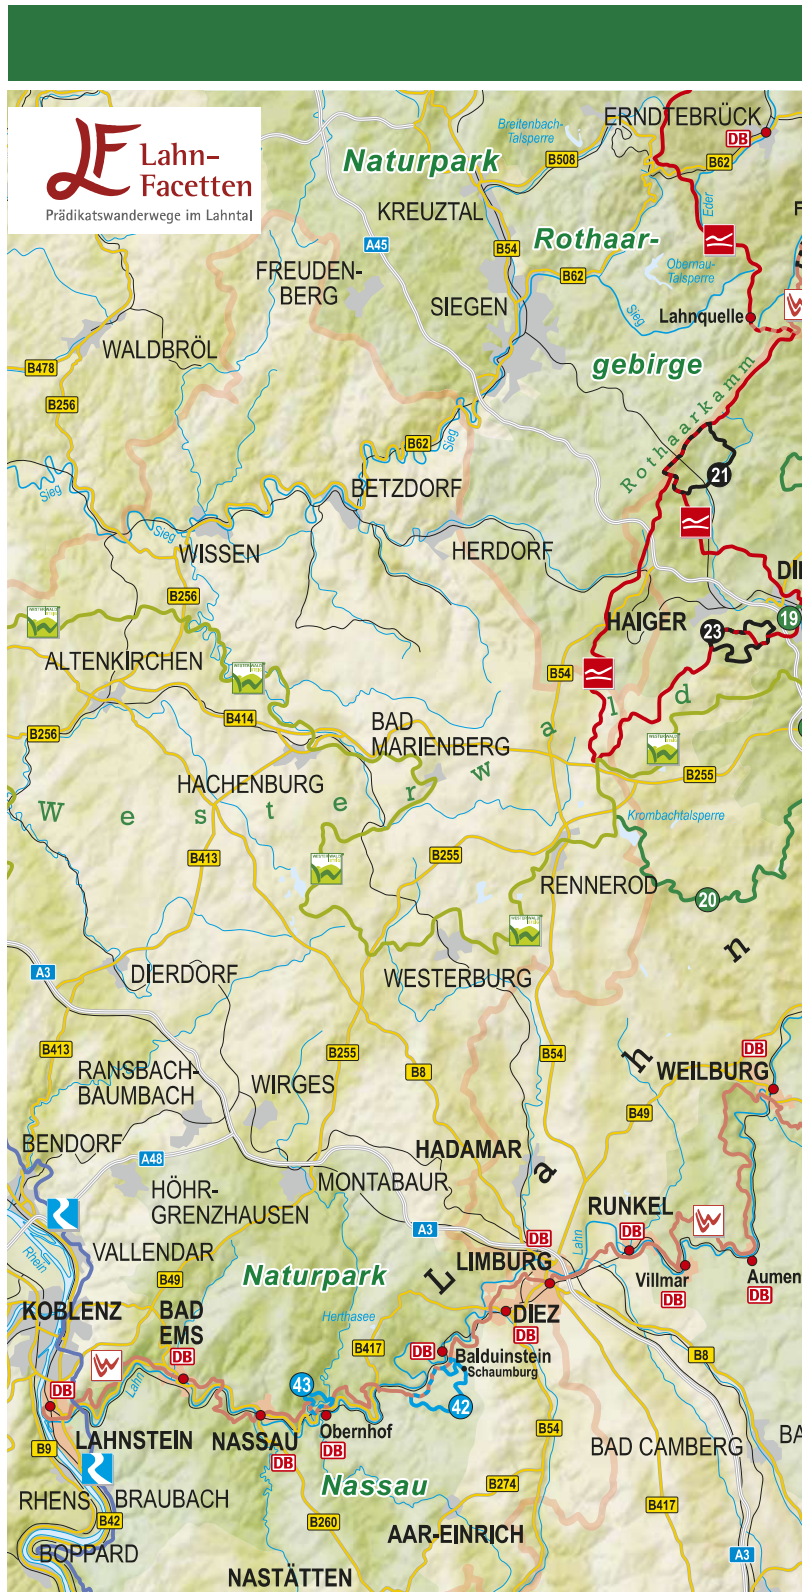 LF Lahn-
Facetten
Prädikatswanderwege im Lahntal
ERNDTEBRÜCK
DB
Breitenbach-
Talsperre
Naturpark
B508
B62
KREUZTAL
Eder
Rothaar-
A45
B54
FREUDEN-
BERG
B62
Obernau-
Talsperre
SIEGEN
Sieg
Lahnquelle
WALDBRÖL
gebirge
B478
B256
Rothaarkamm
B62
Sieg
21
BETZDORF
Sieg
Sieg
WISSEN
HERDORF
DI
B256
HAIGER
19
23
ALTENKIRCHEN
B54
B414
BAD
MARIENBERG
B256
HACHENBURG
B255
Westerwald
Krombachtalsperre
B413
B255
RENNEROD
20
A3
DIERDORF
WESTERBURG
B413
B255
B54
DB
RANSBACH-
BAUMBACH
WIRGES
B8
WEILBURG
B49
BENDORF
HADAMAR
A48
HÖHR-
GRENZHAUSEN
MONTABAUR
RUNKEL
Rhein
VALLENDAR
A3
DB
Lahn
DB
LIMBURG
Lahn
Naturpark
B49
Villmar
Aumen
DB
DB
KOBLENZ
BAD
EMS
Herthasee
DIEZ
DB
B417
DB
Balduinstein
Schaumburg
B8
DB
Lahn
43
42
DB
LAHNSTEIN
NASSAU
Obernhof
DB
DB
B54
B9
BAD CAMBERG
BA
Nassau
B274
RHENS
BRAUBACH
B417
B42
B260
AAR-EINRICH
BOPPARD
A3
NASTÄTTEN